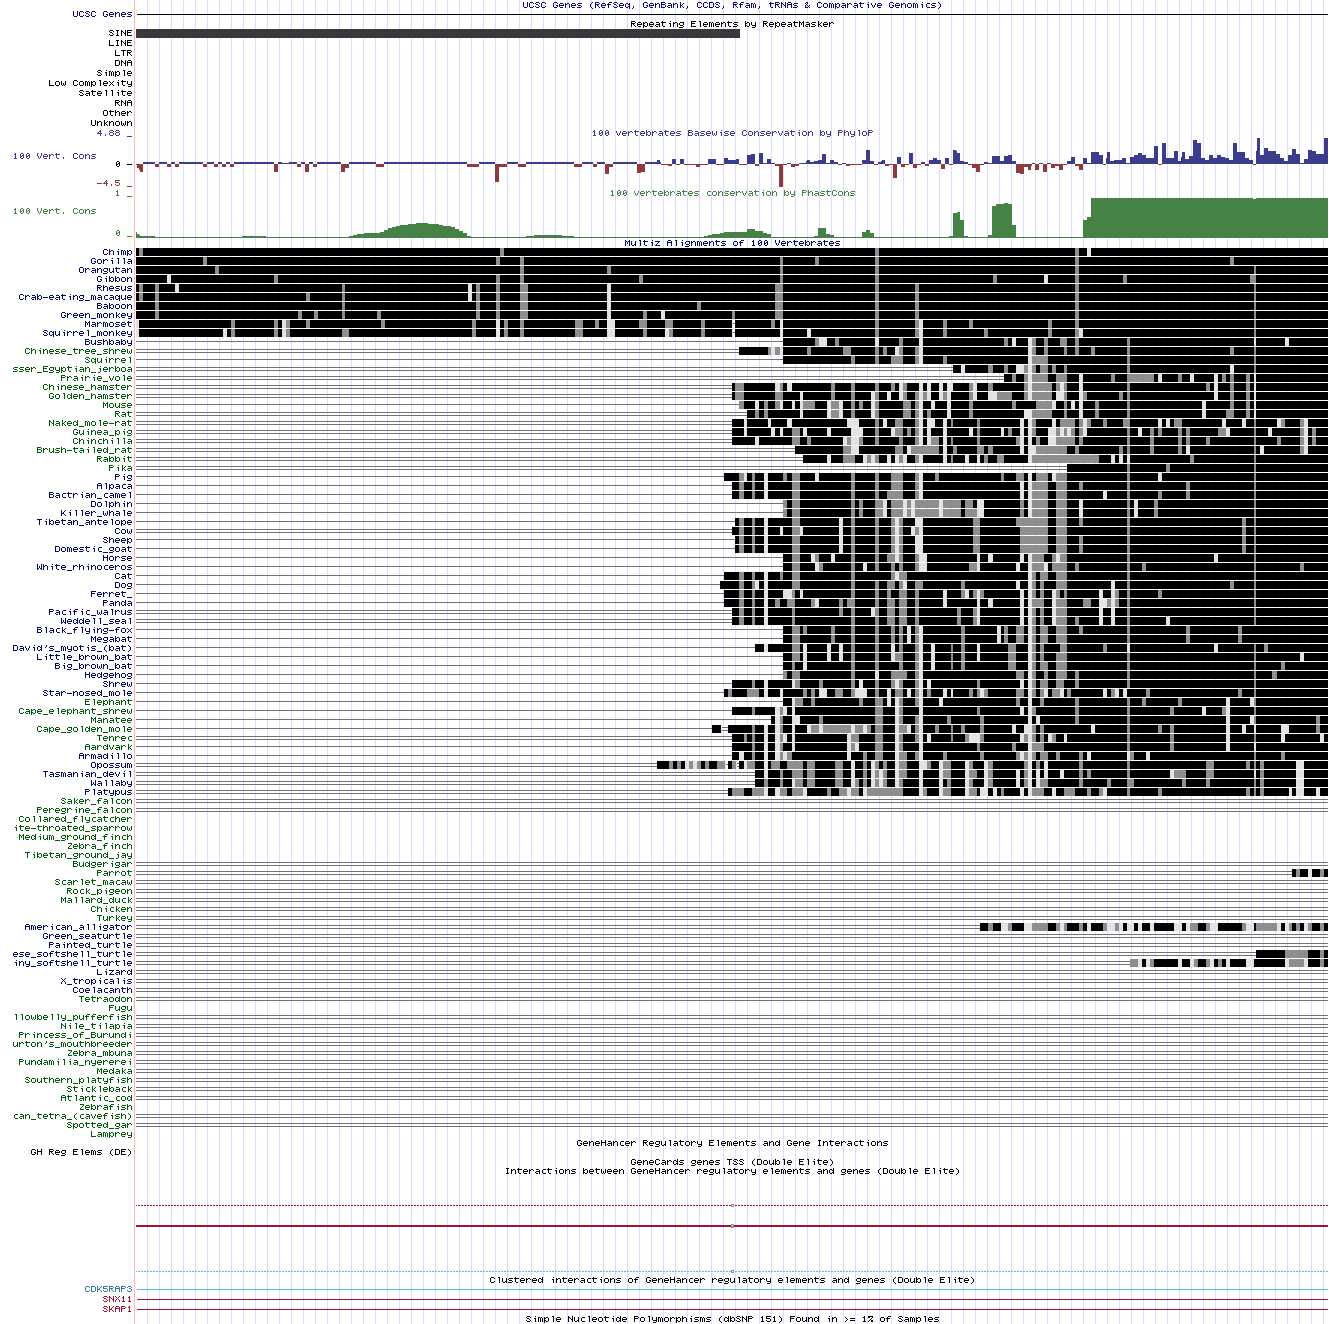 UCSC Genes (RefSeq, GenBank, CCDS, Rfam, tRNAs & Comparative Genomics)
UCSC Genes
Repeating Elements by RepeatMasker
SINE
LINE
LTR
DNA
Simple
Low Complexity
Satellite
RNA
Other
Unknown
4.88 _
100 vertebrates Basewise Conservation by PhyloP
100 Vert. Cons
0 _
-4.5 _
1 _
100 vertebrates conservation by PhastCons
100 Vert. Cons
0 _
Multiz Alignments of 100 Vertebrates
Chimp
Gorilla
Orangutan
Gibbon
Rhesus
Crab-eating_macaque
Baboon
Green_monkey
Marmoset
Squirrel_monkey
Bushbaby
Chinese_tree_shrew
Squirrel
sser_Egyptian_jerboa
Prairie_vole
Chinese_hamster
Golden_hamster
Mouse
Rat
Naked_mole-rat
Guinea_pig
Chinchilla
Brush-tailed_rat
Rabbit
Pika
Pig
Alpaca
Bactrian_camel
Dolphin
Killer_whale
Tibetan_antelope
Cow
Sheep
Domestic_goat
Horse
White_rhinoceros
Cat
Dog
Ferret_
Panda
Pacific_walrus
Weddell_seal
Black_flying-fox
Megabat
David's_myotis_(bat)
Little_brown_bat
Big_brown_bat
Hedgehog
Shrew
Star-nosed_mole
Elephant
Cape_elephant_shrew
Manatee
Cape_golden_mole
Tenrec
Aardvark
Armadillo
Opossum
Tasmanian_devil
Wallaby
Platypus
Saker_falcon
Peregrine_falcon
Collared_flycatcher
ite-throated_sparrow
Medium_ground_finch
Zebra_finch
Tibetan_ground_jay
Budgerigar
Parrot
Scarlet_macaw
Rock_pigeon
Mallard_duck
Chicken
Turkey
American_alligator
Green_seaturtle
Painted_turtle
ese_softshell_turtle
iny_softshell_turtle
Lizard
X_tropicalis
Coelacanth
Tetraodon
Fugu
llowbelly_pufferfish
Nile_tilapia
Princess_of_Burundi
urton's_mouthbreeder
Zebra_mbuna
Pundamilia_nyererei
Medaka
Southern_platyfish
Stickleback
Atlantic_cod
Zebrafish
can_tetra_(cavefish)
Spotted_gar
Lamprey
GeneHancer Regulatory Elements and Gene Interactions
GH Reg Elems (DE)
GeneCards genes TSS (Double Elite)
Interactions between GeneHancer regulatory elements and genes (Double Elite)
Clustered interactions of GeneHancer regulatory elements and genes (Double Elite)
CDK5RAP3
SNX11
SKAP1
Simple Nucleotide Polymorphisms (dbSNP 151) Found in >= 1% of Samples